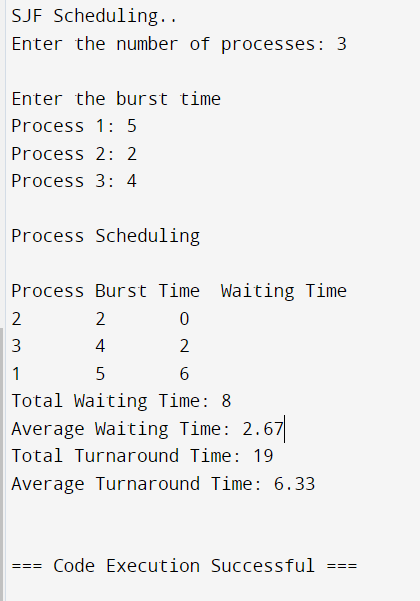 SJF Scheduling..
Enter the number of processes: 3
Enter the burst time
Process 1: 5
Process 2: 2
Process 3: 4
Process Scheduling
Process Burst Time  Waiting Time
2       2       0
3       4       2
1       5       6
Total Waiting Time: 8
Average Waiting Time: 2.67
Total Turnaround Time: 19
Average Turnaround Time: 6.33
=== Code Execution Successful ===